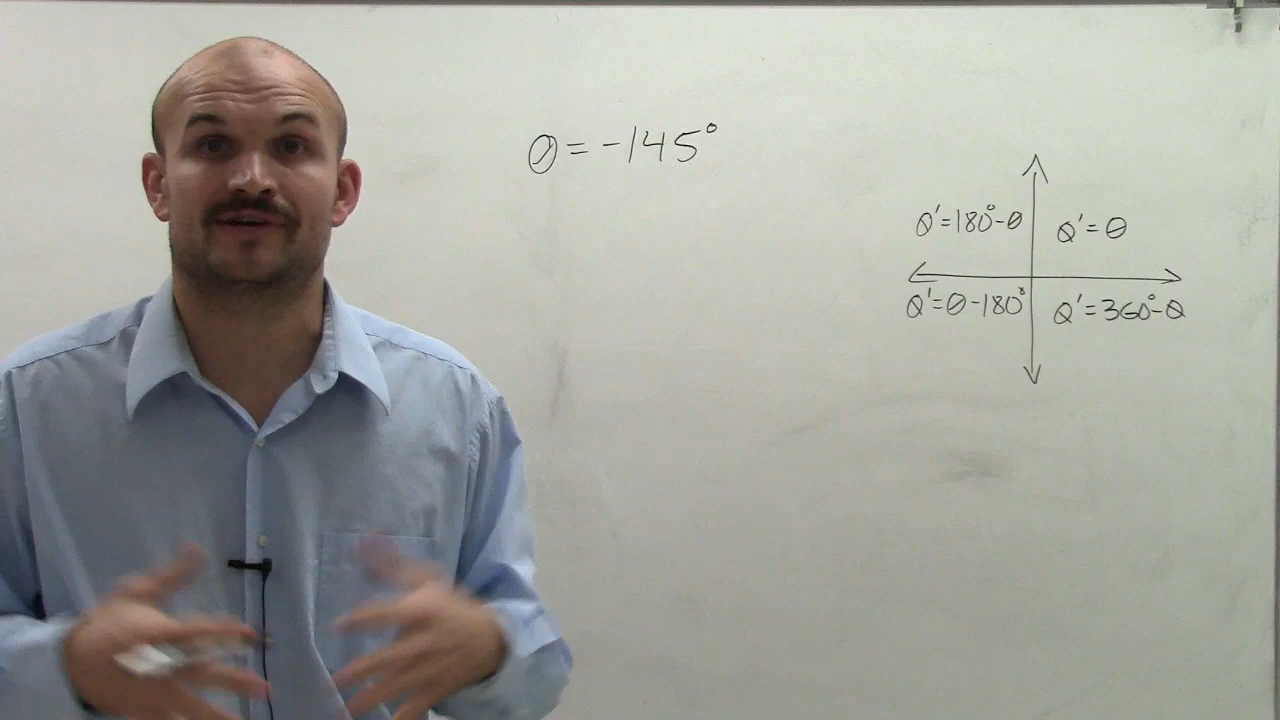 θ = -145°
θ' = 180° - θ
θ' = θ
θ' = θ - 180°
θ' = 360° - θ